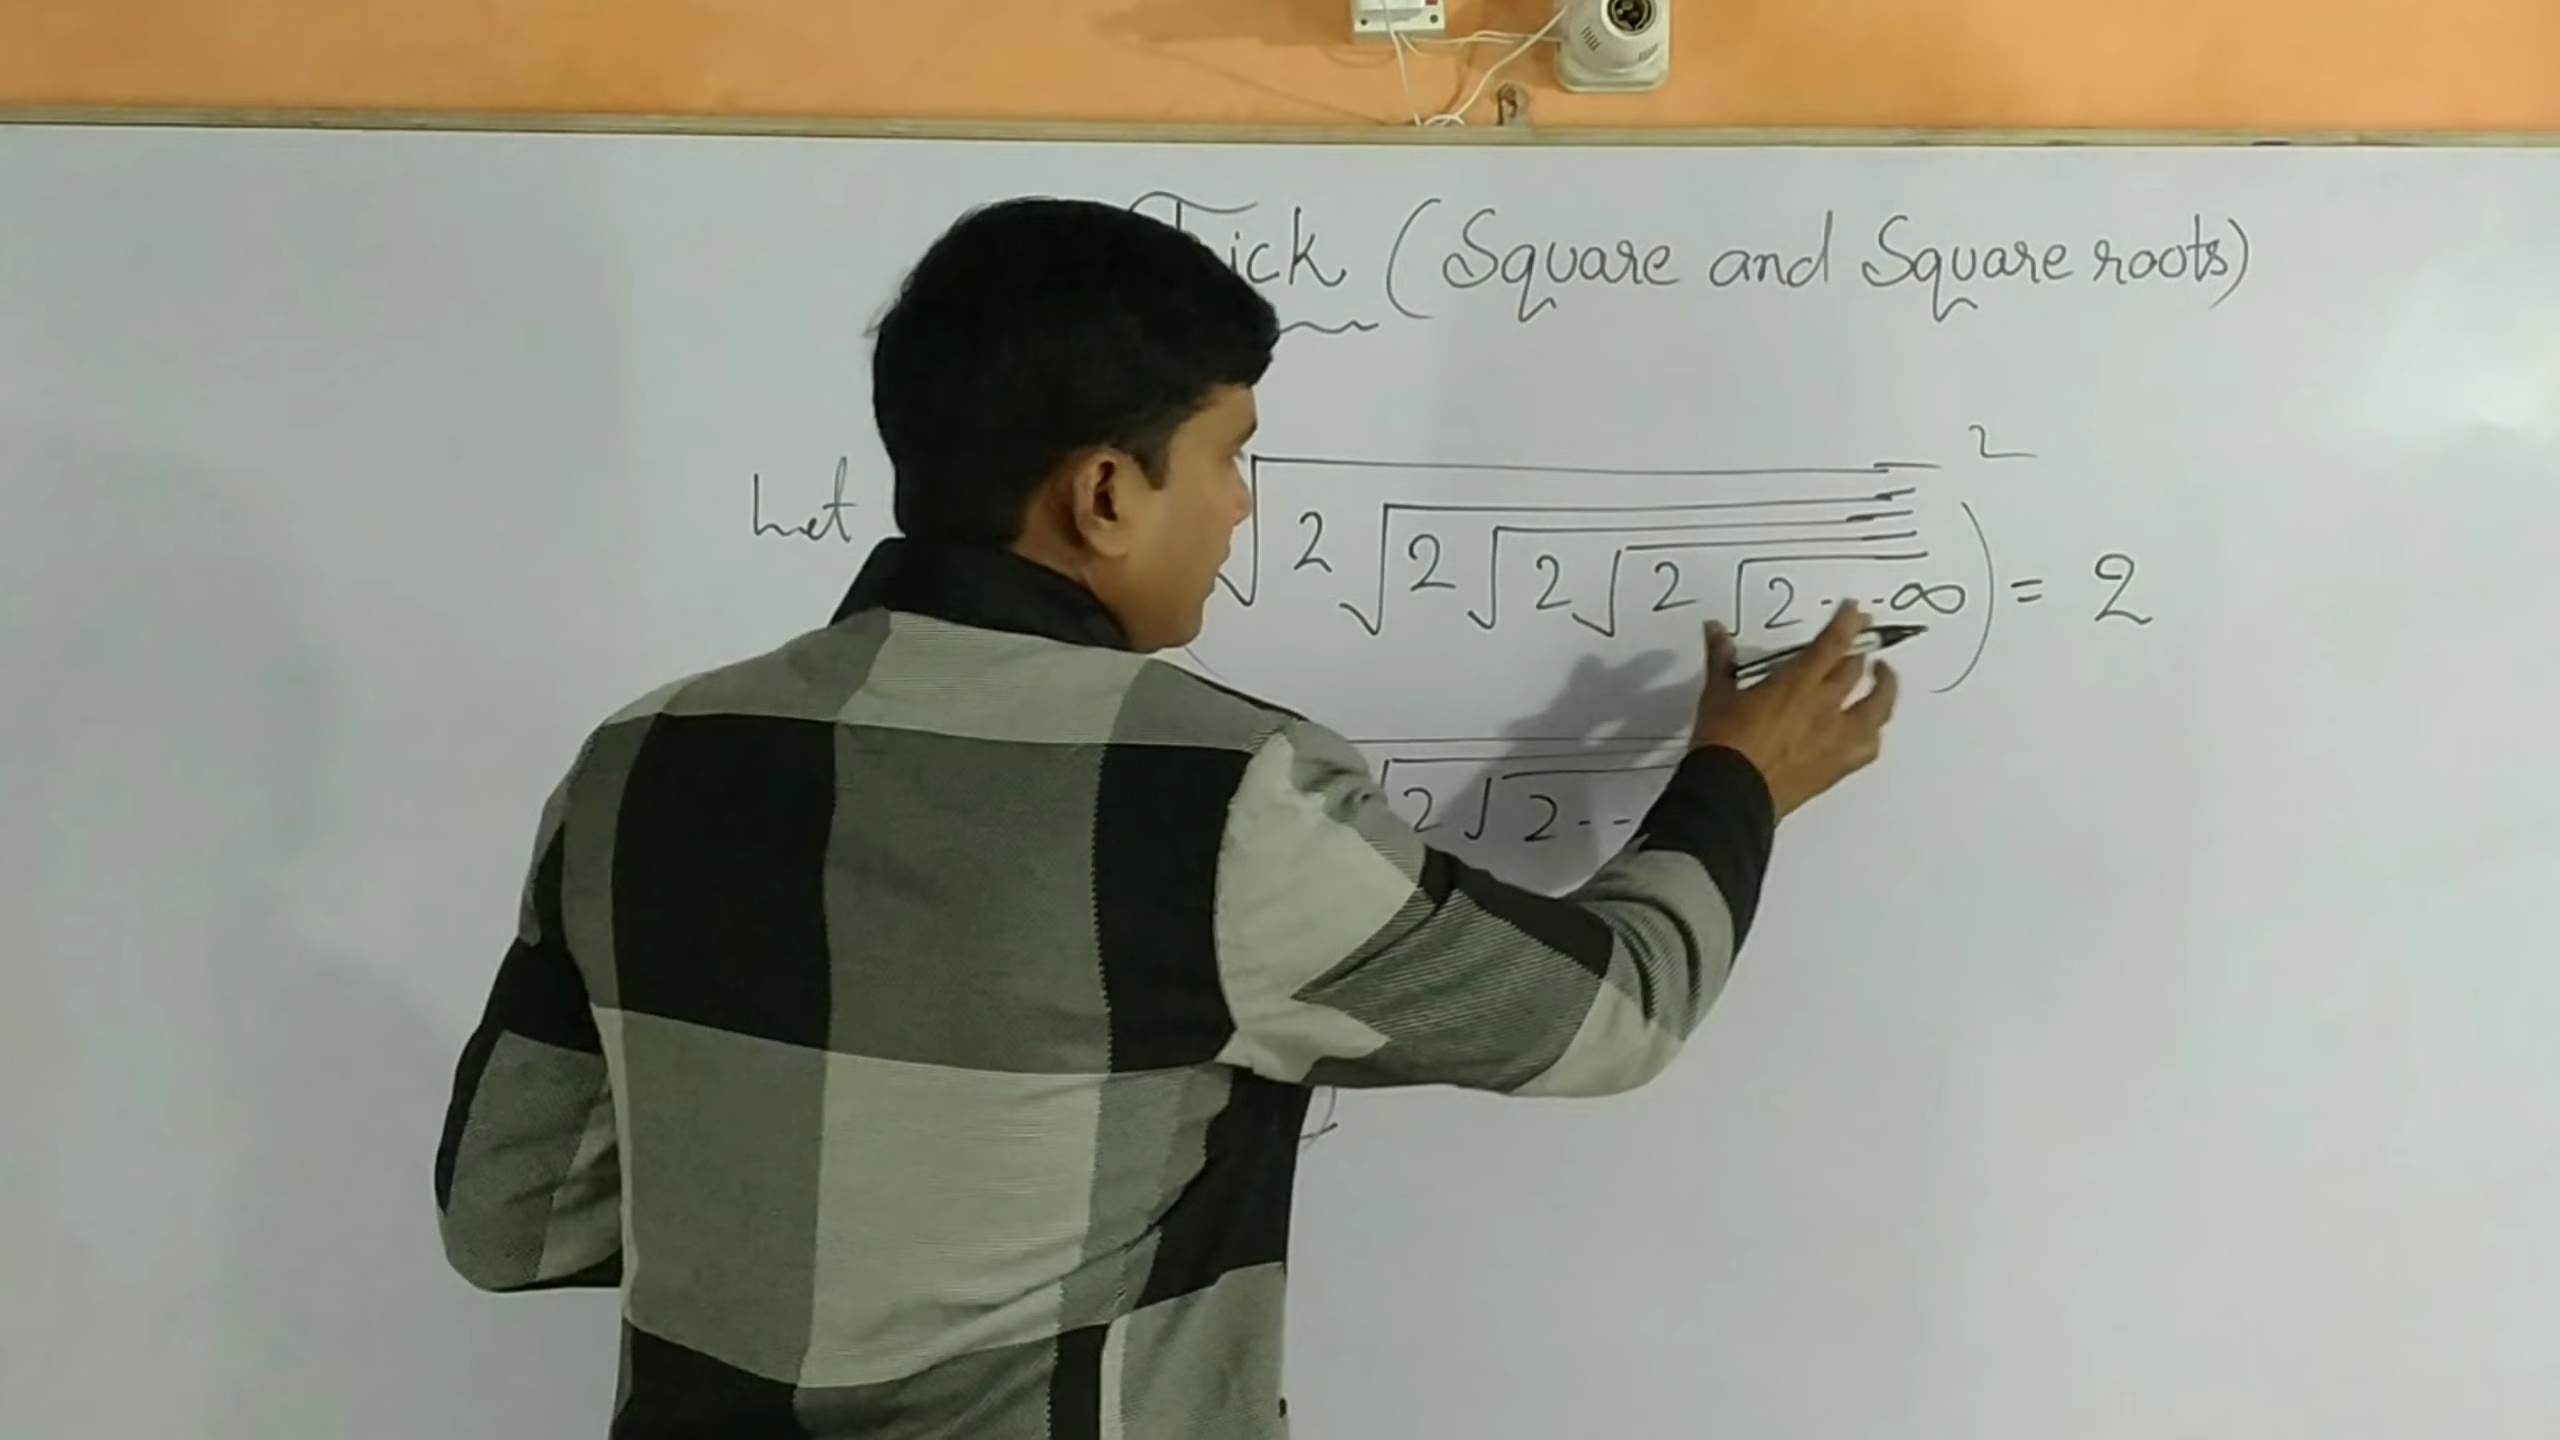 Trick (Square and Square roots)
Let √2√2√2√2√2---∞)² = 2
2√2--